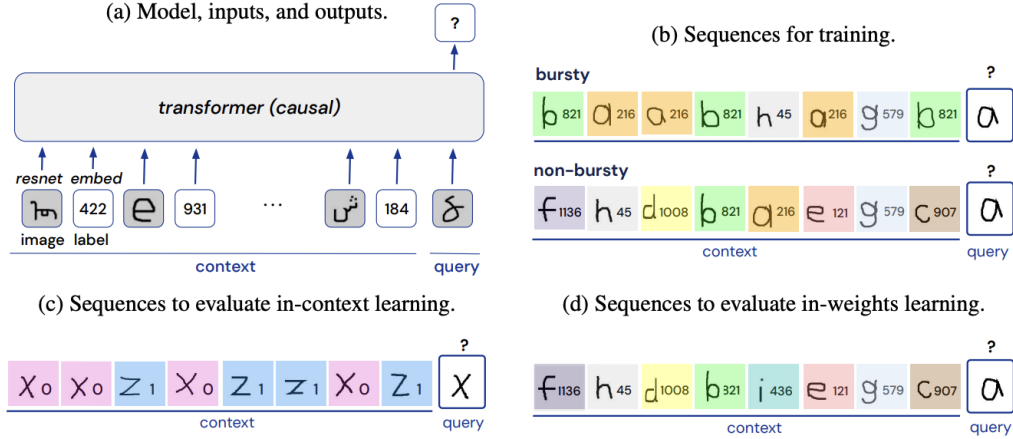 (a) Model, inputs, and outputs.
?
transformer (causal)
resnet embed
422 e 931 ... 184
image label
context query
(b) Sequences for training.
bursty ?
b 821 a 216 a 216 b 821 h 45 a 216 g 579 b 821 a
non-bursty ?
f 1136 h 45 d 1008 b 821 a 216 e 121 g 579 c 907 a
context query
(c) Sequences to evaluate in-context learning.
?
x 0 x 0 z 1 x 0 z 1 z 1 x 0 z 1 x
context query
(d) Sequences to evaluate in-weights learning.
?
f 1136 h 45 d 1008 b 821 i 436 e 121 g 579 c 907 a
context query